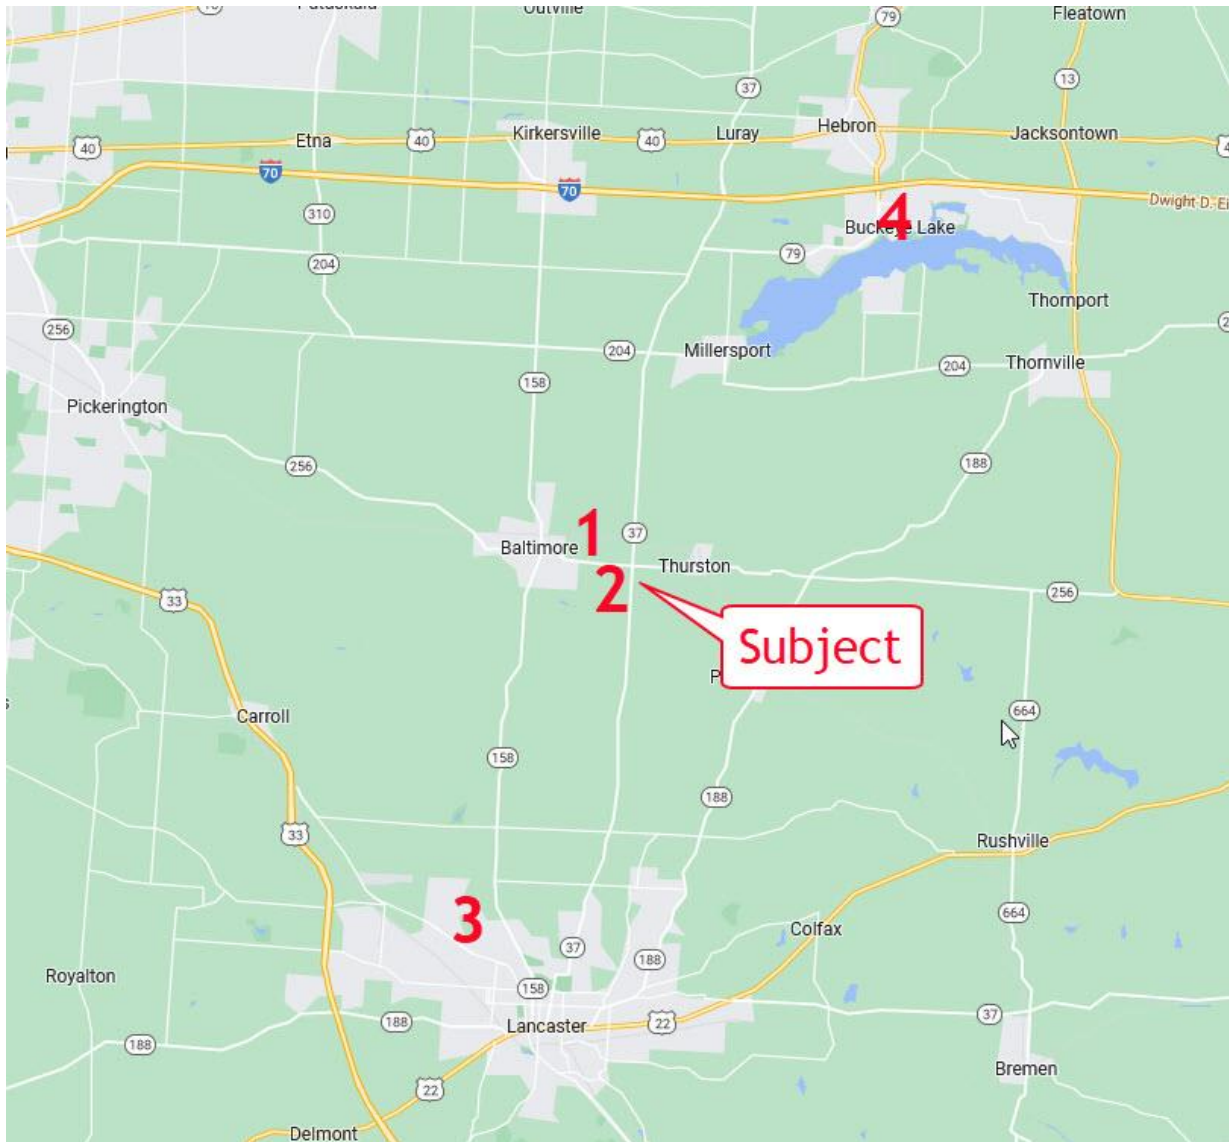 Outville
Fleatown
79
37
13
Hebron
Luray
Jacksontown
Kirkersville
Etna
40
40
40
70
70
Dwight D. Ei
310
4
Buckeye Lake
79
204
Thornport
256
204
Millersport
204
Thornville
158
Pickerington
256
188
1
37
Baltimore
Thurston
2
256
33
Subject
P
664
Carroll
158
188
33
Rushville
3
664
Colfax
37
188
Royalton
158
188
Lancaster
22
37
188
Bremen
22
Delmont